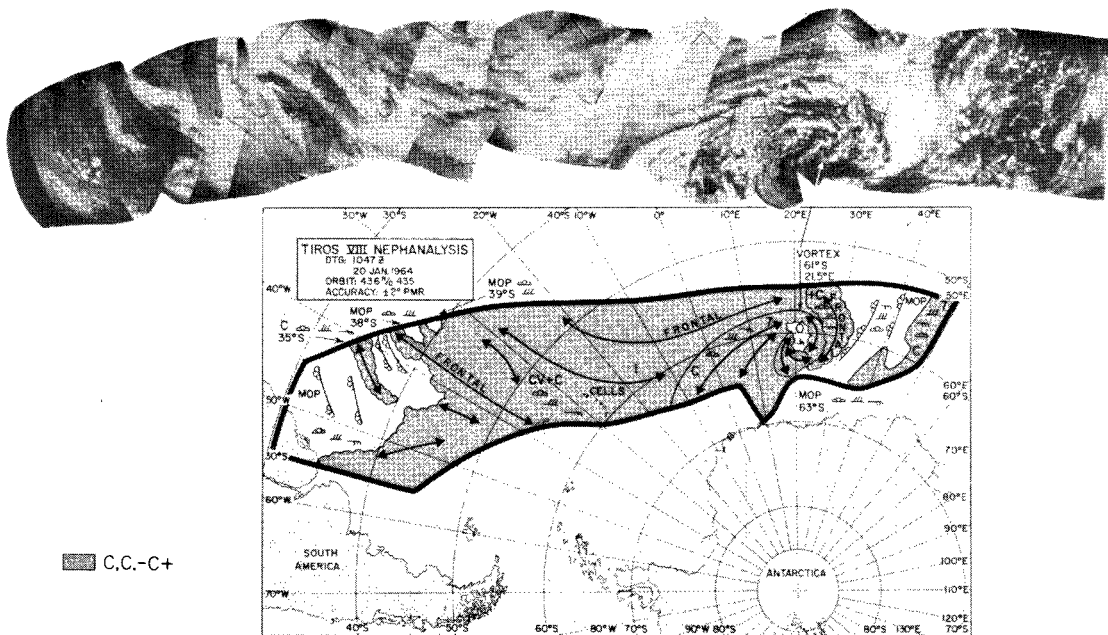 30°W 30°S 20°W 40°S 10°W 0° 10°E 20°E 30°E 40°E
TIROS VIII NEPHANALYSIS
DTG: 1047 Z
20 JAN. 1964
ORBIT: 436 435
ACCURACY: ±2° PMR
MOP
39°S
VORTEX
61°S
21.5°E
50°S
50°E
40°W
MOP
38°S
C
35°S
FRONTAL
MOP
FRONTAL
C
C
CV+C
CELLS
MOP
50°W
MOP
63°S
60°E
60°S
30°S
60°W
70°E
80°E
90°E
SOUTH
AMERICA
ANTARCTICA
100°E
110°E
70°W
120°E
40°S 50°S 60°S 80°W 70°S 90°W 80°S 80°S 130°E 70°S
C,C.-C+